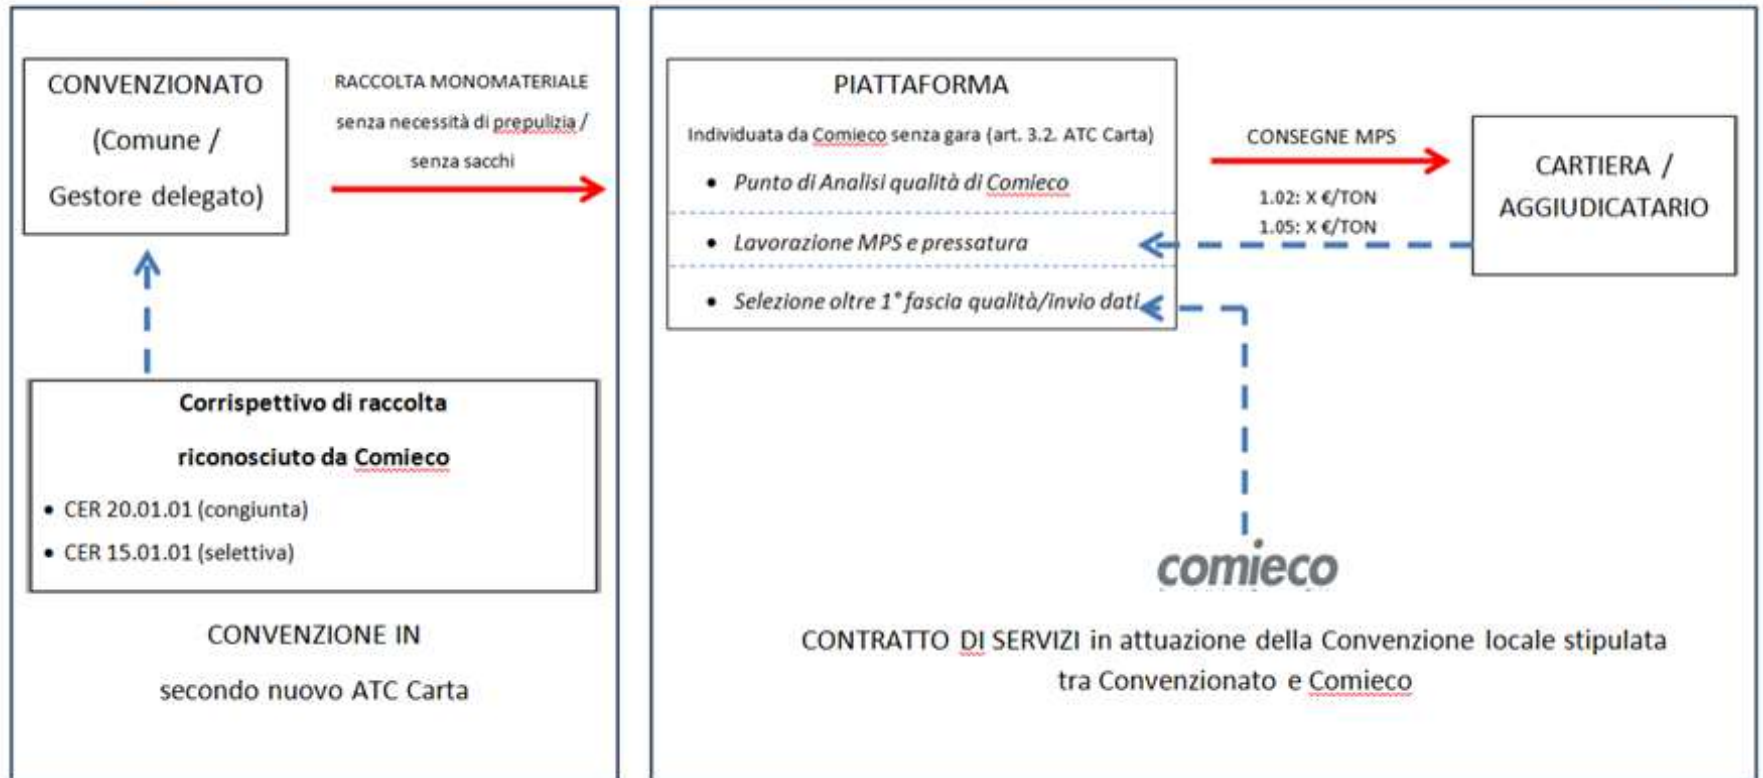 CONVENZIONATO
(Comune /
Gestore delegato)
RACCOLTA MONOMATERIALE
senza necessità di prepulizia /
senza sacchi
Corrispettivo di raccolta
riconosciuto da Comieco
• CER 20.01.01 (congiunta)
• CER 15.01.01 (selettiva)
CONVENZIONE IN
secondo nuovo ATC Carta
PIATTAFORMA
Individuata da Comieco senza gara (art. 3.2. ATC Carta)
• Punto di Analisi qualità di Comieco
• Lavorazione MPS e pressatura
• Selezione oltre 1° fascia qualità/invio dati
CONSEGNE MPS
1.02: X €/TON
1.05: X €/TON
CARTIERA /
AGGIUDICATARIO
comieco
CONTRATTO DI SERVIZI in attuazione della Convenzione locale stipulata
tra Convenzionato e Comieco